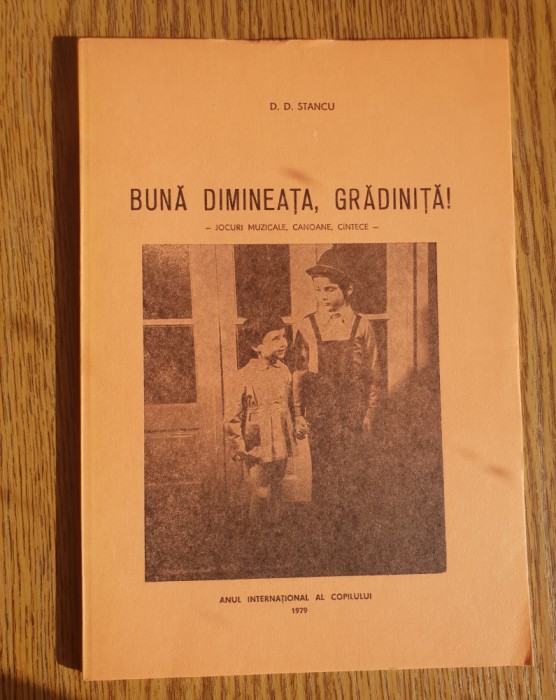 D. D. STANCU
BUNĂ DIMINEAȚA, GRĂDINIȚĂ!
– JOCURI MUZICALE, CANOANE, CÎNTECE –
ANUL INTERNAȚIONAL AL COPILULUI
1979